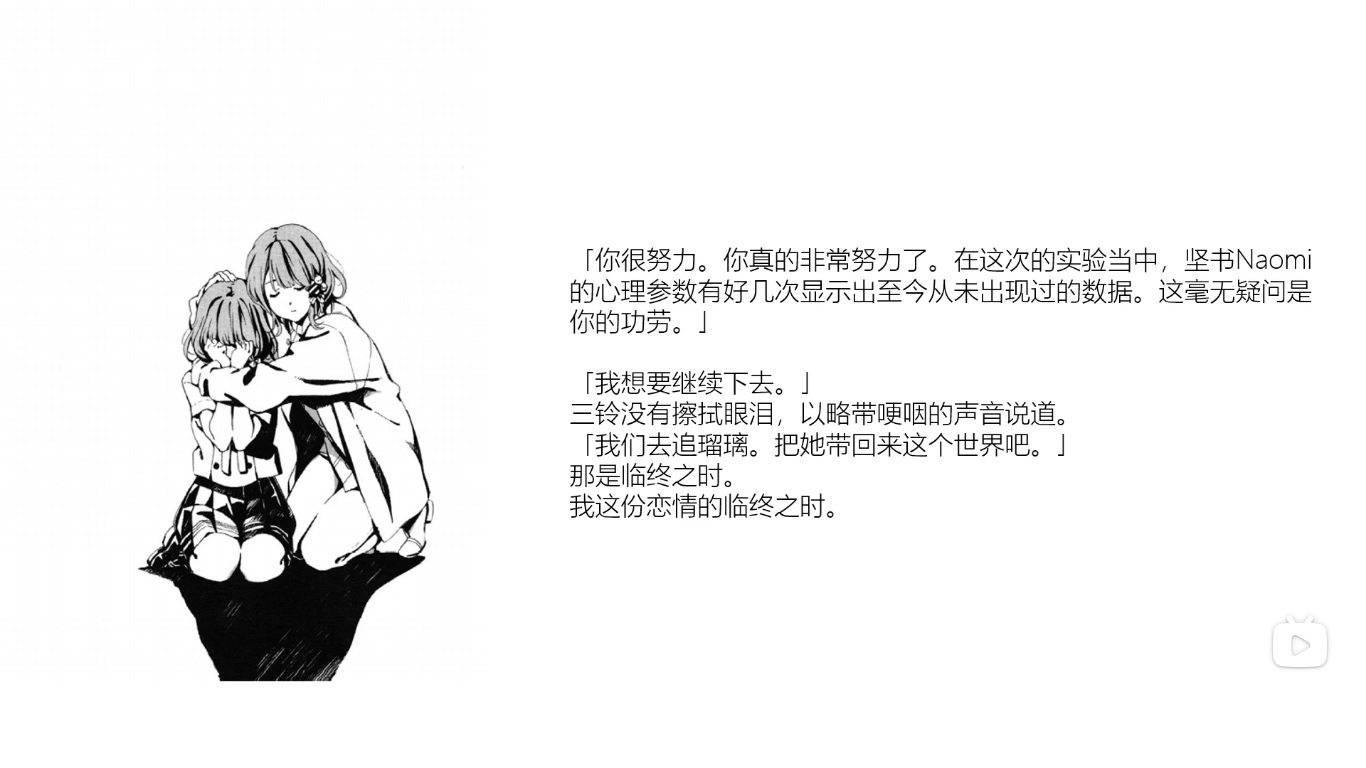 「你很努力。你真的非常努力了。在这次的实验当中，坚书Naomi
的心理参数有好几次显示出至今从未出现过的数据。这毫无疑问是
你的功劳。」
「我想要继续下去。」
三铃没有擦拭眼泪，以略带哽咽的声音说道。
「我们去追瑠璃。把她带回来这个世界吧。」
那是临终之时。
我这份恋情的临终之时。